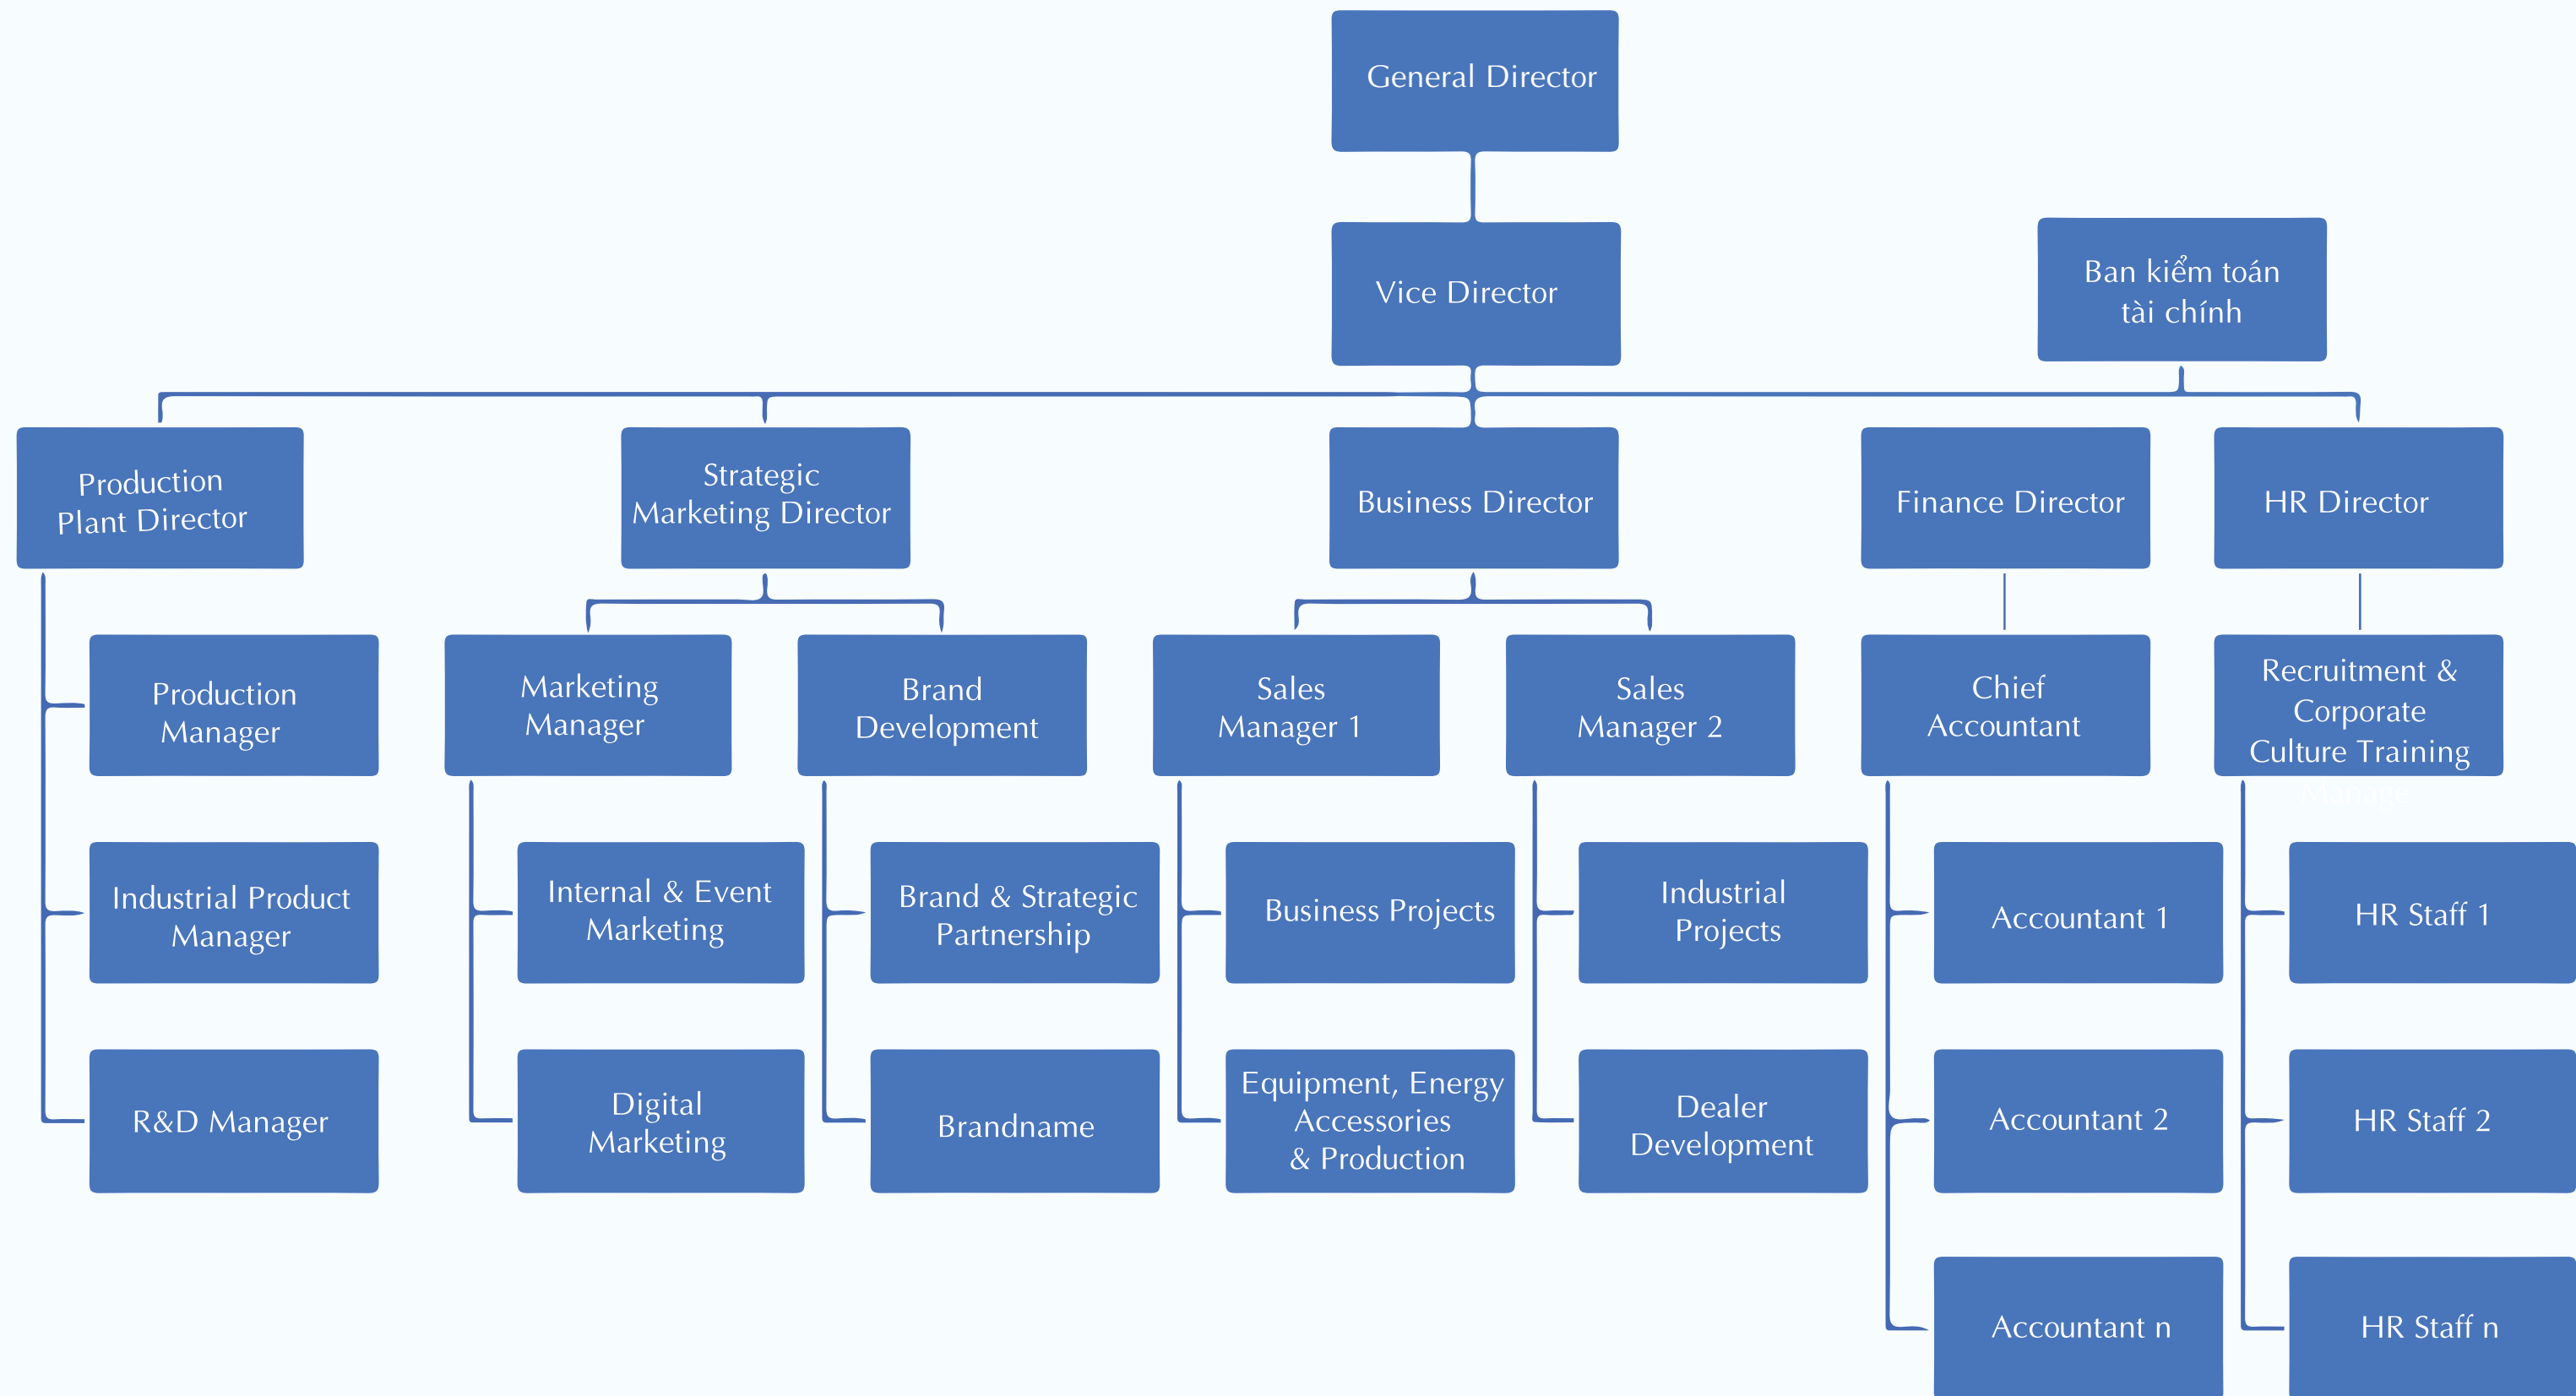 General Director
Vice Director
Ban kiểm toán
tài chính
Production
Plant Director
Strategic
Marketing Director
Business Director
Finance Director
HR Director
Production
Manager
Marketing
Manager
Brand
Development
Sales
Manager 1
Sales
Manager 2
Chief
Accountant
Recruitment &
Corporate
Culture Training
Manage
Industrial Product
Manager
Internal & Event
Marketing
Brand & Strategic
Partnership
Business Projects
Industrial
Projects
Accountant 1
HR Staff 1
R&D Manager
Digital
Marketing
Brandname
Equipment, Energy
Accessories
& Production
Dealer
Development
Accountant 2
HR Staff 2
Accountant n
HR Staff n